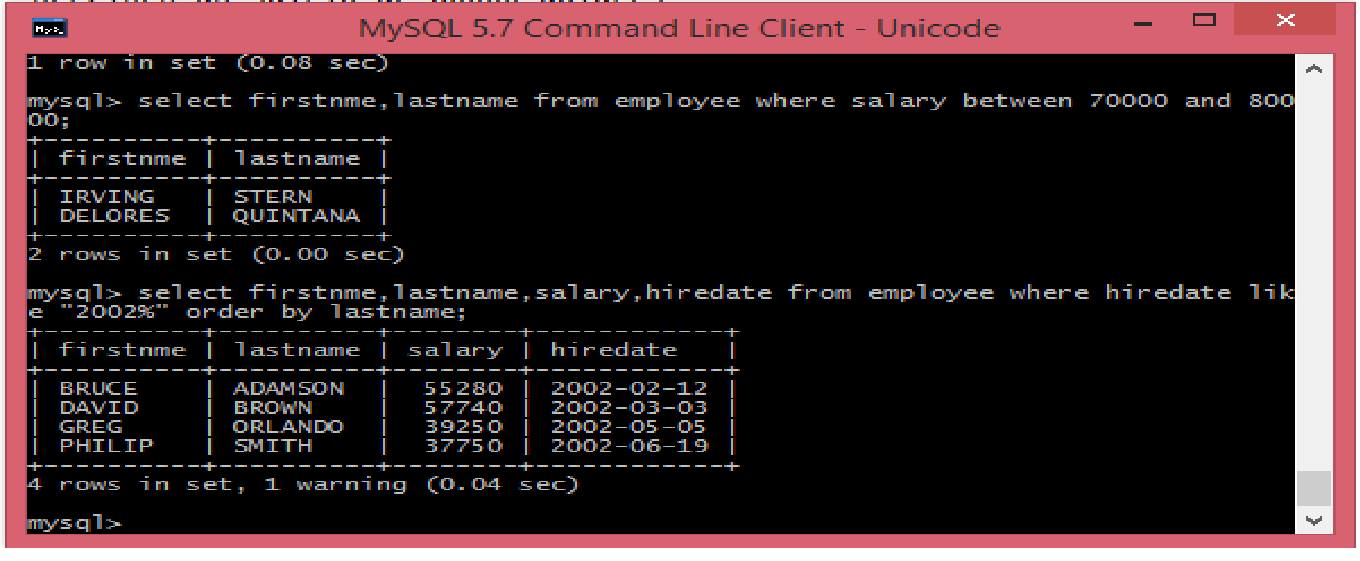 MySQL 5.7 Command Line Client - Unicode
1 row in set (0.08 sec)
mysql> select firstnme,lastname from employee where salary between 70000 and 800
00;
+----------+----------+
| firstnme | lastname |
+----------+----------+
| IRVING   | STERN    |
| DELORES  | QUINTANA |
+----------+----------+
2 rows in set (0.00 sec)
mysql> select firstnme,lastname,salary,hiredate from employee where hiredate lik
e "2002%" order by lastname;
+----------+----------+--------+------------+
| firstnme | lastname | salary | hiredate   |
+----------+----------+--------+------------+
| BRUCE    | ADAMSON  |  55280 | 2002-02-12 |
| DAVID    | BROWN    |  57740 | 2002-03-03 |
| GREG     | ORLANDO  |  39250 | 2002-05-05 |
| PHILIP   | SMITH    |  37750 | 2002-06-19 |
+----------+----------+--------+------------+
4 rows in set, 1 warning (0.04 sec)
mysql>